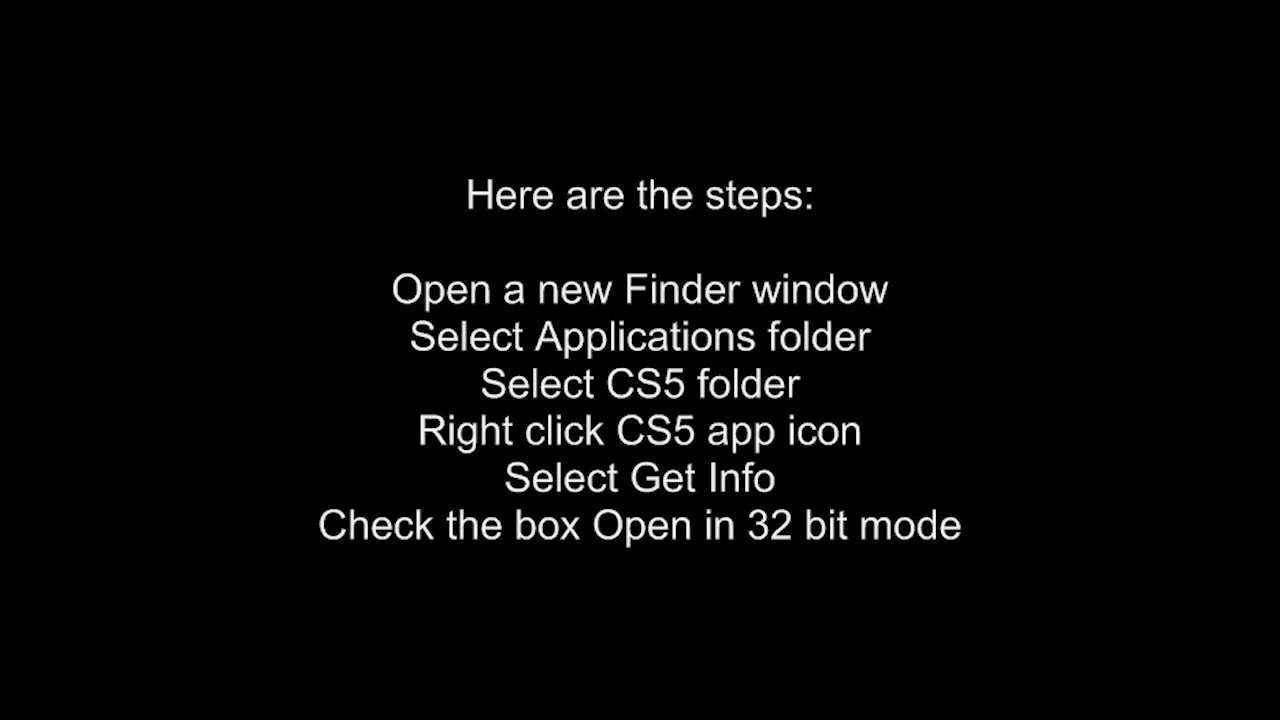 Here are the steps:
Open a new Finder window
Select Applications folder
Select CS5 folder
Right click CS5 app icon
Select Get Info
Check the box Open in 32 bit mode